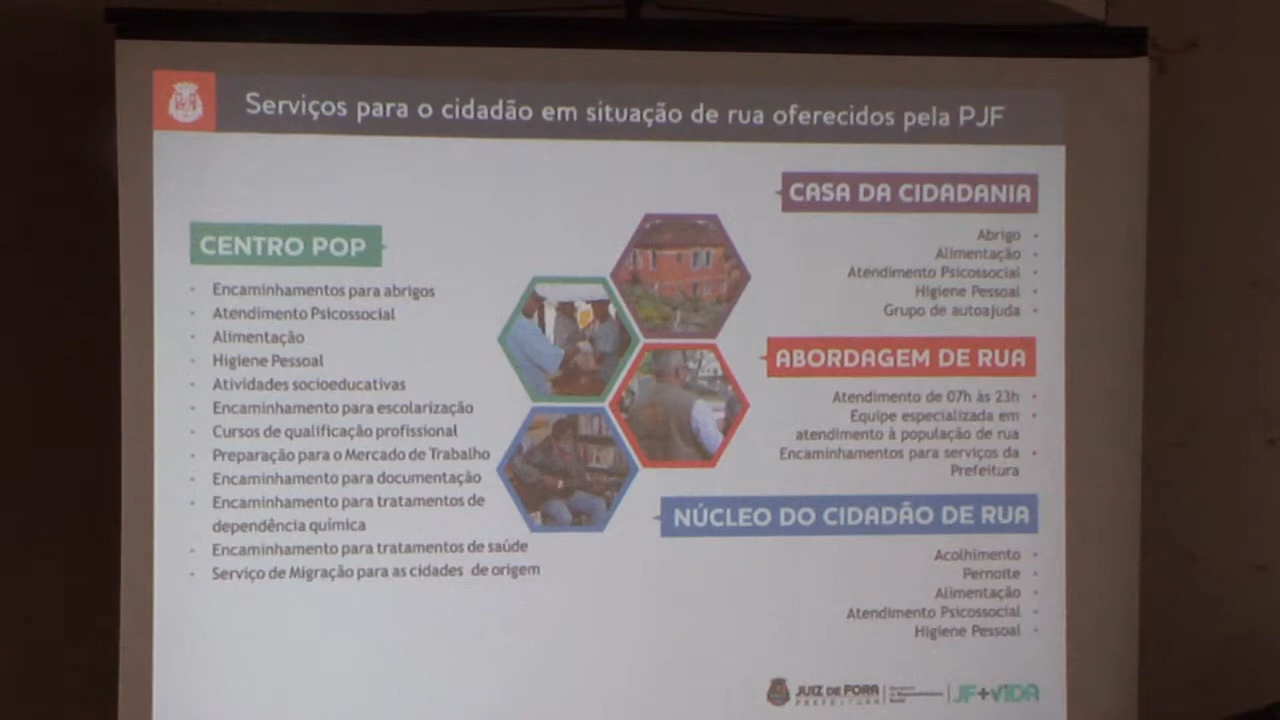 Serviços para o cidadão em situação de rua oferecidos pela PJF
CENTRO POP
Encaminhamentos para abrigos
Atendimento Psicossocial
Alimentação
Higiene Pessoal
Atividades socioeducativas
Encaminhamento para escolarização
Cursos de qualificação profissional
Preparação para o Mercado de Trabalho
Encaminhamento para documentação
Encaminhamento para tratamentos de
dependência química
Encaminhamento para tratamentos de saúde
Serviço de Migração para as cidades de origem
CASA DA CIDADANIA
Abrigo
Alimentação
Atendimento Psicossocial
Higiene Pessoal
Grupo de autoajuda
ABORDAGEM DE RUA
Atendimento de 07h às 23h
Equipe especializada em
atendimento à população de rua
Encaminhamentos para serviços da
Prefeitura
NÚCLEO DO CIDADÃO DE RUA
Acolhimento
Pernoite
Alimentação
Atendimento Psicossocial
Higiene Pessoal
JUIZ DE FORA
PREFEITURA
JF+VIDA